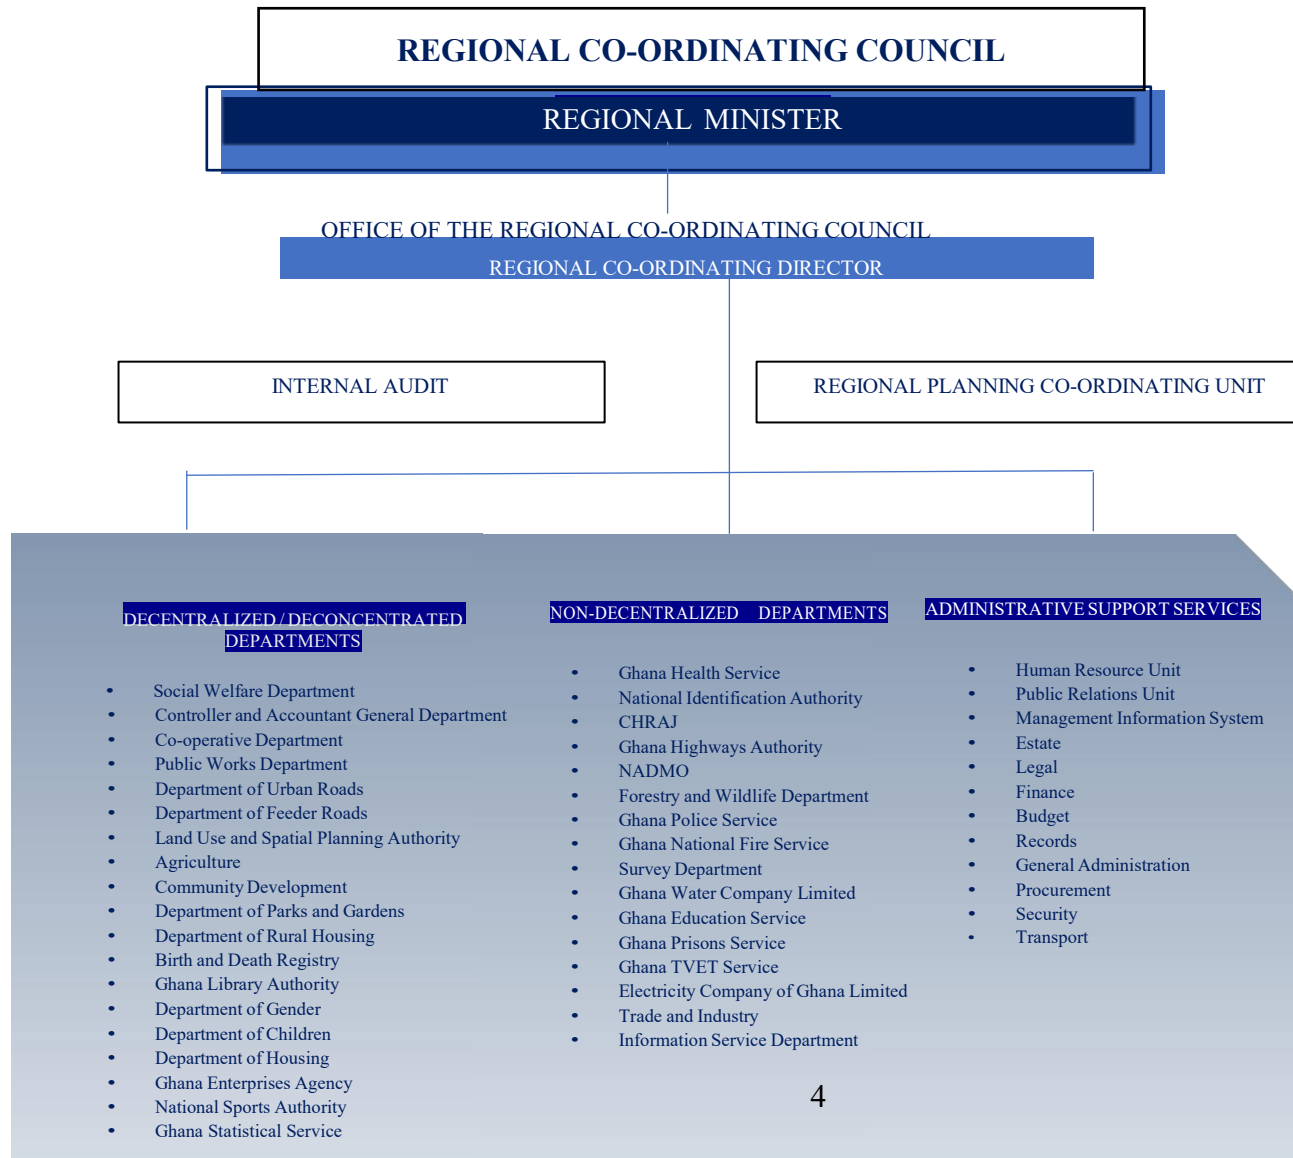 REGIONAL CO-ORDINATING COUNCIL
REGIONAL MINISTER
OFFICE OF THE REGIONAL CO-ORDINATING COUNCIL
REGIONAL CO-ORDINATING DIRECTOR
INTERNAL AUDIT
REGIONAL PLANNING CO-ORDINATING UNIT
DECENTRALIZED / DECONCENTRATED
DEPARTMENTS
• Social Welfare Department
• Controller and Accountant General Department
• Co-operative Department
• Public Works Department
• Department of Urban Roads
• Department of Feeder Roads
• Land Use and Spatial Planning Authority
• Agriculture
• Community Development
• Department of Parks and Gardens
• Department of Rural Housing
• Birth and Death Registry
• Ghana Library Authority
• Department of Gender
• Department of Children
• Department of Housing
• Ghana Enterprises Agency
• National Sports Authority
• Ghana Statistical Service
NON-DECENTRALIZED DEPARTMENTS
• Ghana Health Service
• National Identification Authority
• CHRAJ
• Ghana Highways Authority
• NADMO
• Forestry and Wildlife Department
• Ghana Police Service
• Ghana National Fire Service
• Survey Department
• Ghana Water Company Limited
• Ghana Education Service
• Ghana Prisons Service
• Ghana TVET Service
• Electricity Company of Ghana Limited
• Trade and Industry
• Information Service Department
ADMINISTRATIVE SUPPORT SERVICES
• Human Resource Unit
• Public Relations Unit
• Management Information System
• Estate
• Legal
• Finance
• Budget
• Records
• General Administration
• Procurement
• Security
• Transport
4